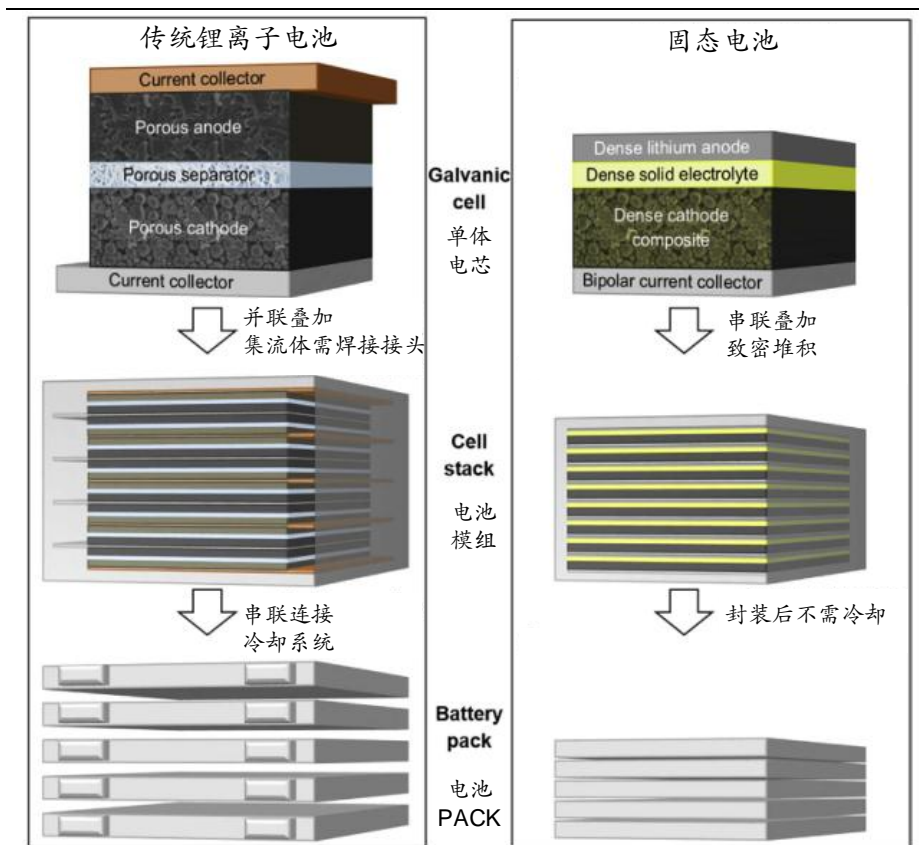 传统锂离子电池
Current collector
Porous anode
Porous separator
Porous cathode
Current collector
并联叠加
集流体需焊接接头
串联连接
冷却系统
Galvanic
cell
单体
电芯
Cell
stack
电池
模组
Battery
pack
电池
PACK
固态电池
Dense lithium anode
Dense solid electrolyte
Dense cathode
composite
Bipolar current collector
串联叠加
致密堆积
封装后不需冷却